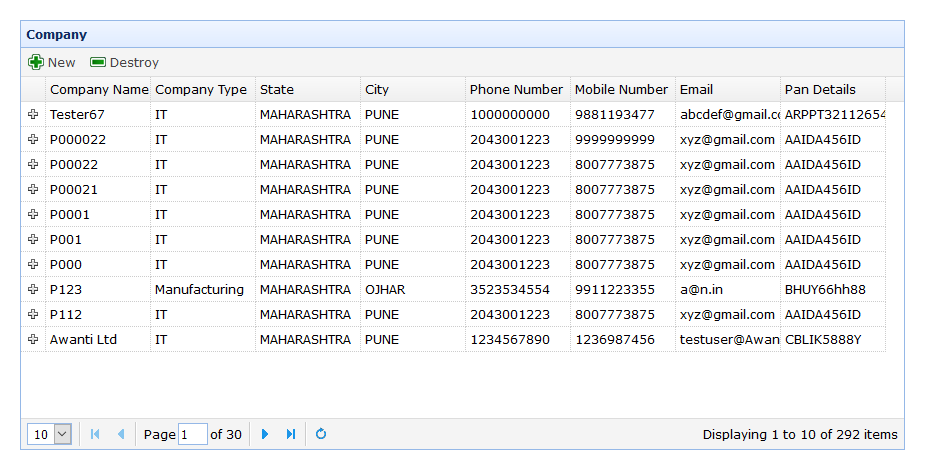 Company
New Destroy
Company Name Company Type State City Phone Number Mobile Number Email Pan Details
Tester67 IT MAHARASHTRA PUNE 1000000000 9881193477 abcdef@gmail.co ARPPT32112654
P000022 IT MAHARASHTRA PUNE 2043001223 9999999999 xyz@gmail.com AAIDA456ID
P00022 IT MAHARASHTRA PUNE 2043001223 8007773875 xyz@gmail.com AAIDA456ID
P00021 IT MAHARASHTRA PUNE 2043001223 8007773875 xyz@gmail.com AAIDA456ID
P0001 IT MAHARASHTRA PUNE 2043001223 8007773875 xyz@gmail.com AAIDA456ID
P001 IT MAHARASHTRA PUNE 2043001223 8007773875 xyz@gmail.com AAIDA456ID
P000 IT MAHARASHTRA PUNE 2043001223 8007773875 xyz@gmail.com AAIDA456ID
P123 Manufacturing MAHARASHTRA OJHAR 3523534554 9911223355 a@n.in BHUY66hh88
P112 IT MAHARASHTRA PUNE 2043001223 8007773875 xyz@gmail.com AAIDA456ID
Awanti Ltd IT MAHARASHTRA PUNE 1234567890 1236987456 testuser@Awan CBLIK5888Y
10 Page 1 of 30 Displaying 1 to 10 of 292 items